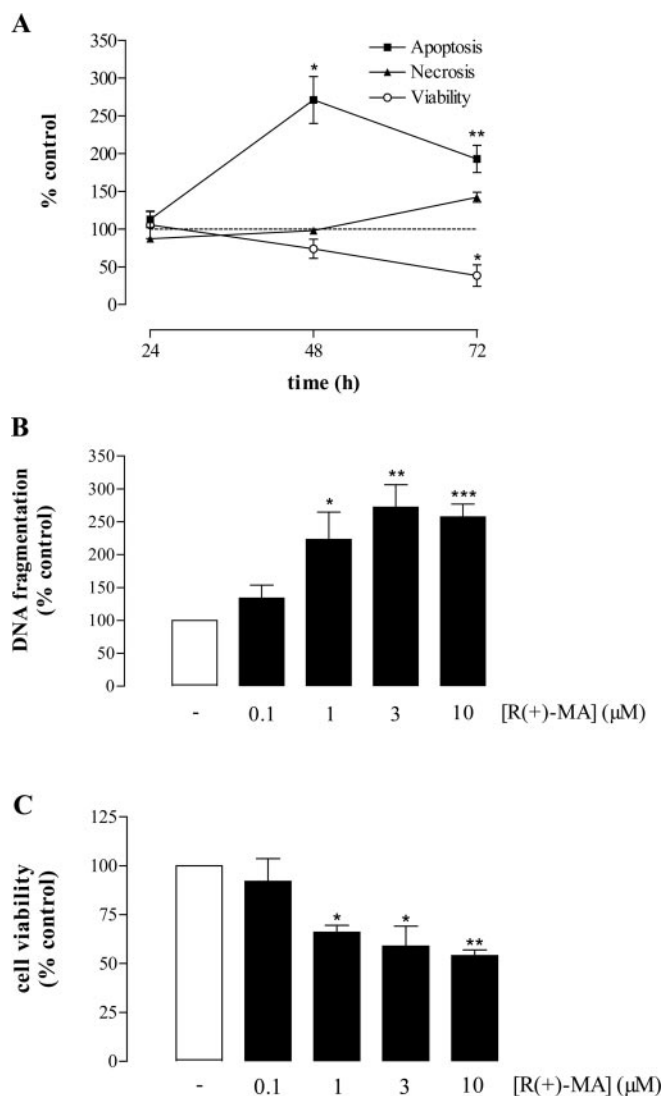 A
350
300
250
200
150
100
50
0
% control
Apoptosis
Necrosis
Viability
*
**
*
24 48 72
time (h)
B
350
300
250
200
150
100
50
0
DNA fragmentation
(% control)
* ** ***
- 0.1 1 3 10 [R(+)-MA] (μM)
C
125
100
75
50
25
0
cell viability
(% control)
* * **
- 0.1 1 3 10 [R(+)-MA] (μM)